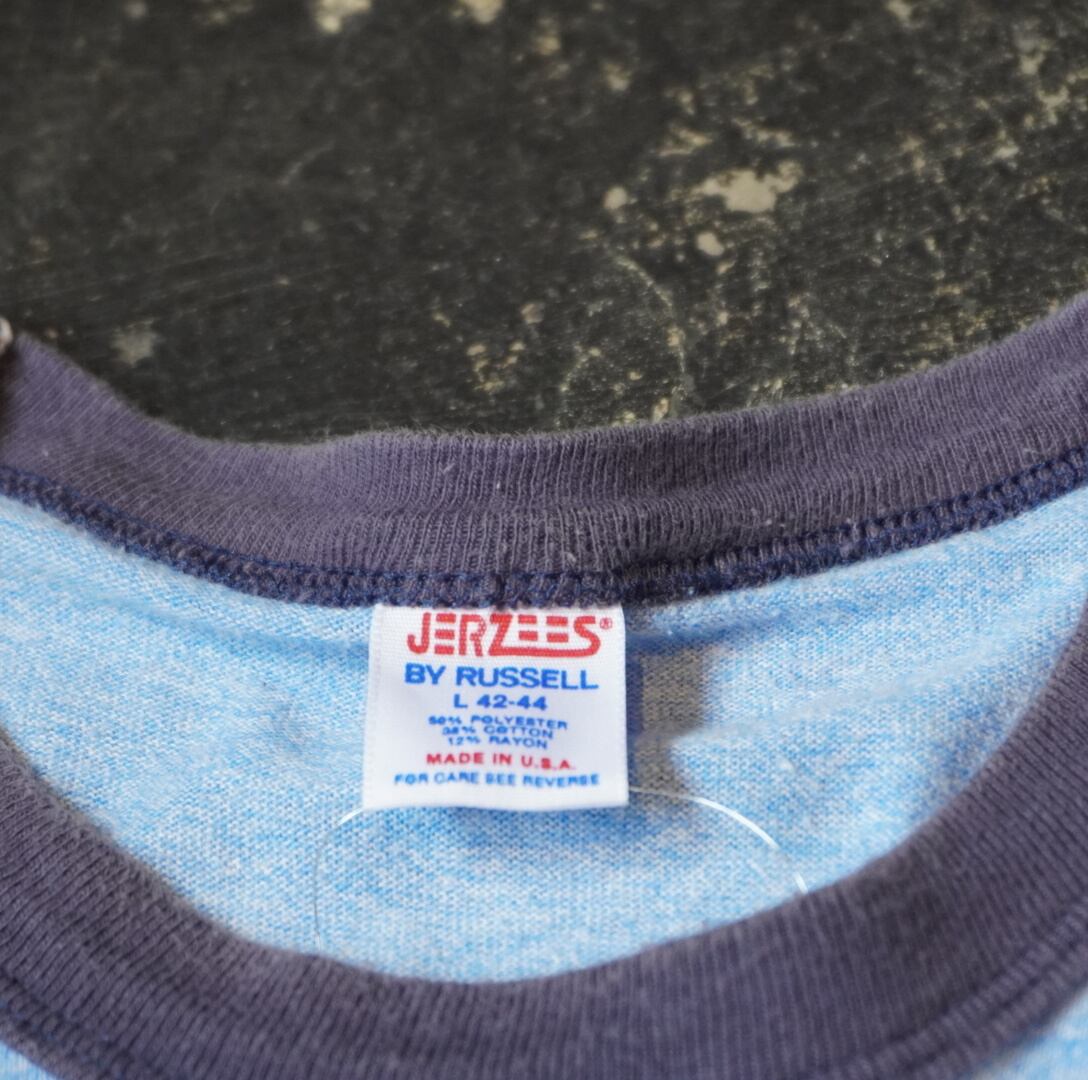 JERZEES®
BY RUSSELL
L 42-44
50% POLYESTER
38% COTTON
12% RAYON
MADE IN U.S.A.
FOR CARE SEE REVERSE